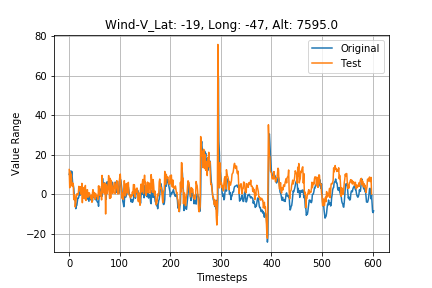 Wind-V_Lat: -19, Long: -47, Alt: 7595.0
Original
Test
Value Range
80
60
40
20
0
−20
0 100 200 300 400 500 600
Timesteps